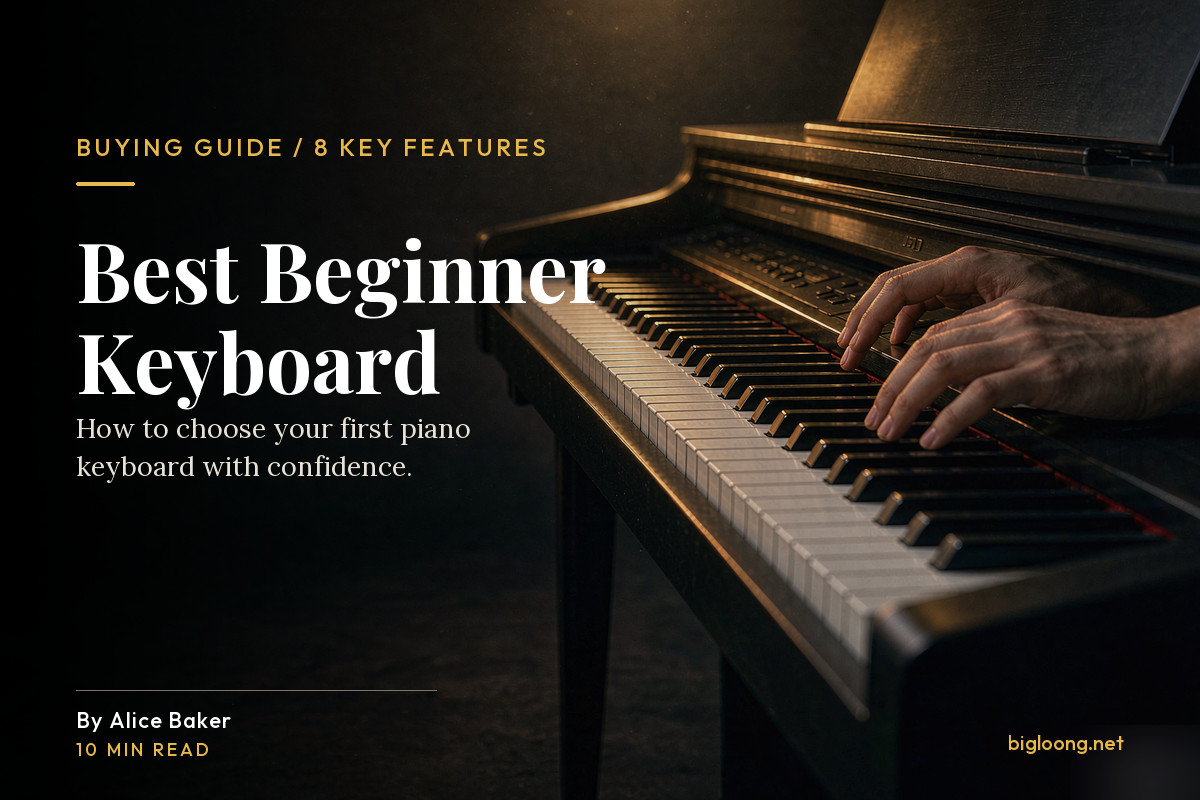 BUYING GUIDE / 8 KEY FEATURES
Best Beginner
Keyboard
How to choose your first piano
keyboard with confidence.
By Alice Baker
10 MIN READ
bigloong.net